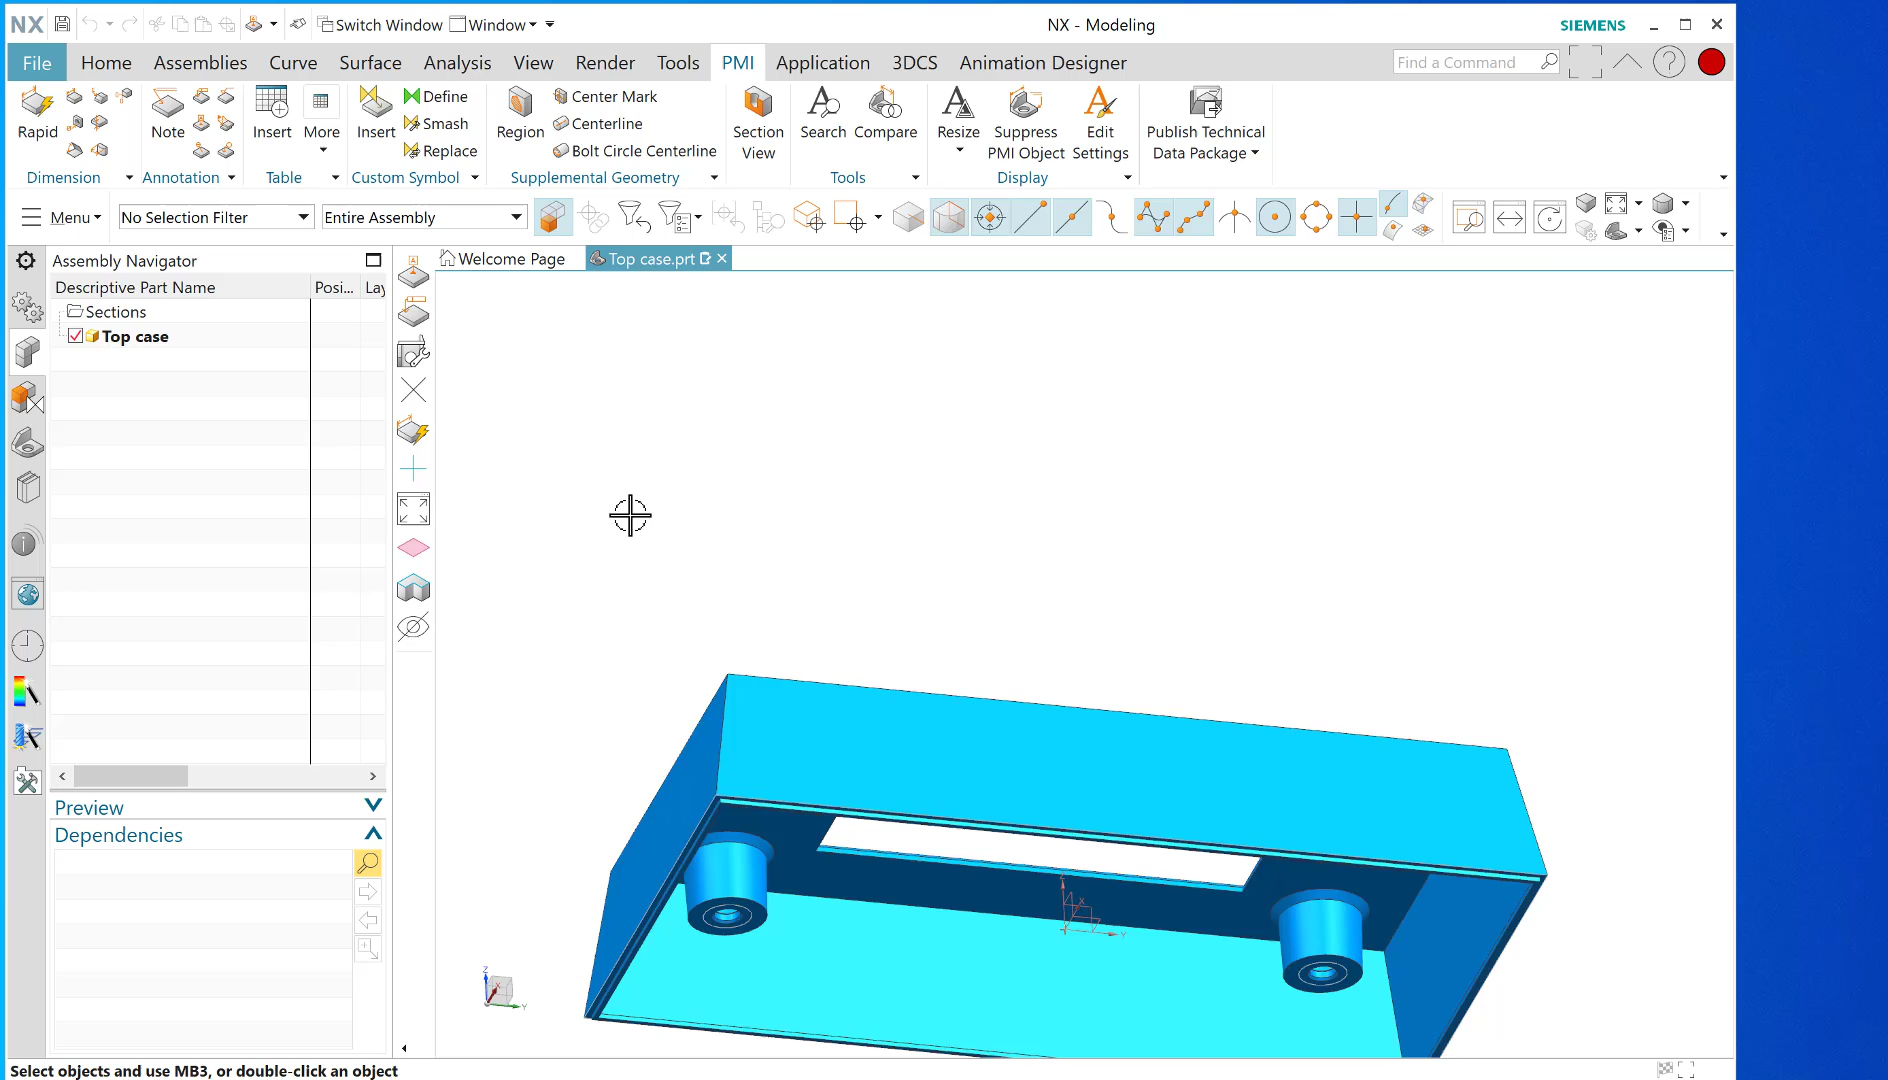 NX Switch Window Window NX - Modeling SIEMENS
File Home Assemblies Curve Surface Analysis View Render Tools PMI Application 3DCS Animation Designer Find a Command
Rapid Note Insert More Insert Define Smash Replace Region Center Mark Centerline Bolt Circle Centerline Section View Search Compare Resize Suppress PMI Object Edit Settings Publish Technical Data Package
Dimension Annotation Table Custom Symbol Supplemental Geometry Tools Display
Menu No Selection Filter Entire Assembly
Assembly Navigator Welcome Page Top case.prt
Descriptive Part Name Posi... Lay
Sections
Top case
Preview
Dependencies
Z
X
Y
Z
X
Y
Select objects and use MB3, or double-click an object